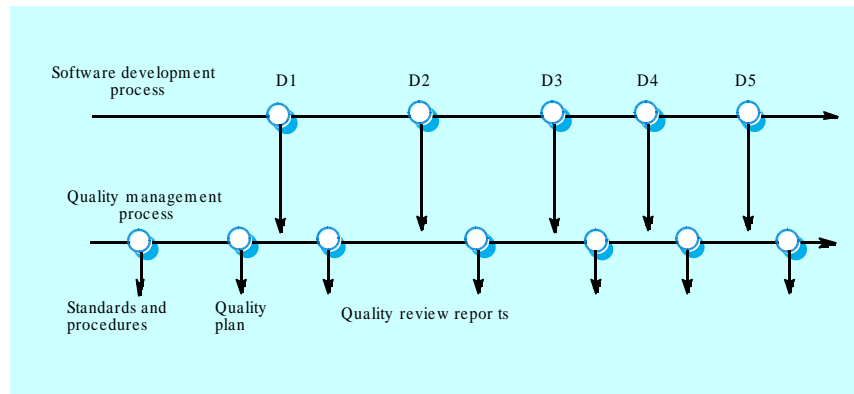 Software development
process
D1
D2
D3
D4
D5
Quality management
process
Standards and
procedures
Quality
plan
Quality review reports